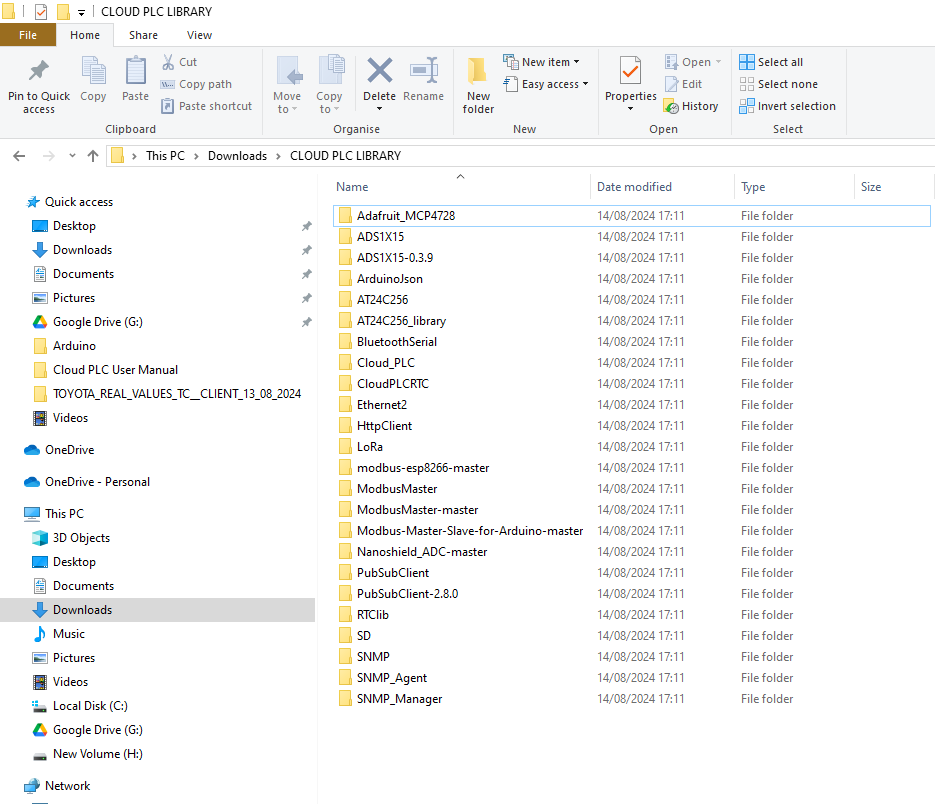 CLOUD PLC LIBRARY
File Home Share View
Pin to Quick access
Copy
Paste
Cut
Copy path
Paste shortcut
Clipboard
Move to
Copy to
Delete
Rename
Organise
New folder
New item
Easy access
New
Properties
Open
Edit
History
Open
Select all
Select none
Invert selection
Select
This PC Downloads CLOUD PLC LIBRARY
Quick access
Desktop
Downloads
Documents
Pictures
Google Drive (G:)
Arduino
Cloud PLC User Manual
TOYOTA_REAL_VALUES_TC__CLIENT_13_08_2024
Videos
OneDrive
OneDrive - Personal
This PC
3D Objects
Desktop
Documents
Downloads
Music
Pictures
Videos
Local Disk (C:)
Google Drive (G:)
New Volume (H:)
Network
Name Date modified Type Size
Adafruit_MCP4728 14/08/2024 17:11 File folder
ADS1X15 14/08/2024 17:11 File folder
ADS1X15-0.3.9 14/08/2024 17:11 File folder
ArduinoJson 14/08/2024 17:11 File folder
AT24C256 14/08/2024 17:11 File folder
AT24C256_library 14/08/2024 17:11 File folder
BluetoothSerial 14/08/2024 17:11 File folder
Cloud_PLC 14/08/2024 17:11 File folder
CloudPLCRTC 14/08/2024 17:11 File folder
Ethernet2 14/08/2024 17:11 File folder
HttpClient 14/08/2024 17:11 File folder
LoRa 14/08/2024 17:11 File folder
modbus-esp8266-master 14/08/2024 17:11 File folder
ModbusMaster 14/08/2024 17:11 File folder
ModbusMaster-master 14/08/2024 17:11 File folder
Modbus-Master-Slave-for-Arduino-master 14/08/2024 17:11 File folder
Nanoshield_ADC-master 14/08/2024 17:11 File folder
PubSubClient 14/08/2024 17:11 File folder
PubSubClient-2.8.0 14/08/2024 17:11 File folder
RTClib 14/08/2024 17:11 File folder
SD 14/08/2024 17:11 File folder
SNMP 14/08/2024 17:11 File folder
SNMP_Agent 14/08/2024 17:11 File folder
SNMP_Manager 14/08/2024 17:11 File folder